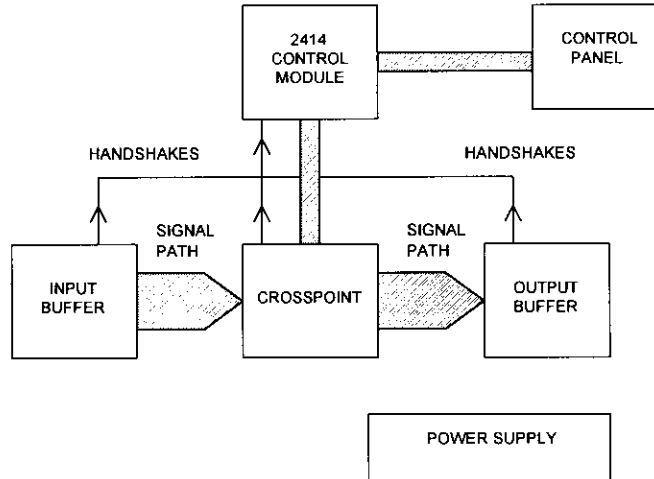 2414
CONTROL
MODULE
CONTROL
PANEL
HANDSHAKES
HANDSHAKES
SIGNAL
PATH
SIGNAL
PATH
INPUT
BUFFER
CROSSPOINT
OUTPUT
BUFFER
POWER SUPPLY